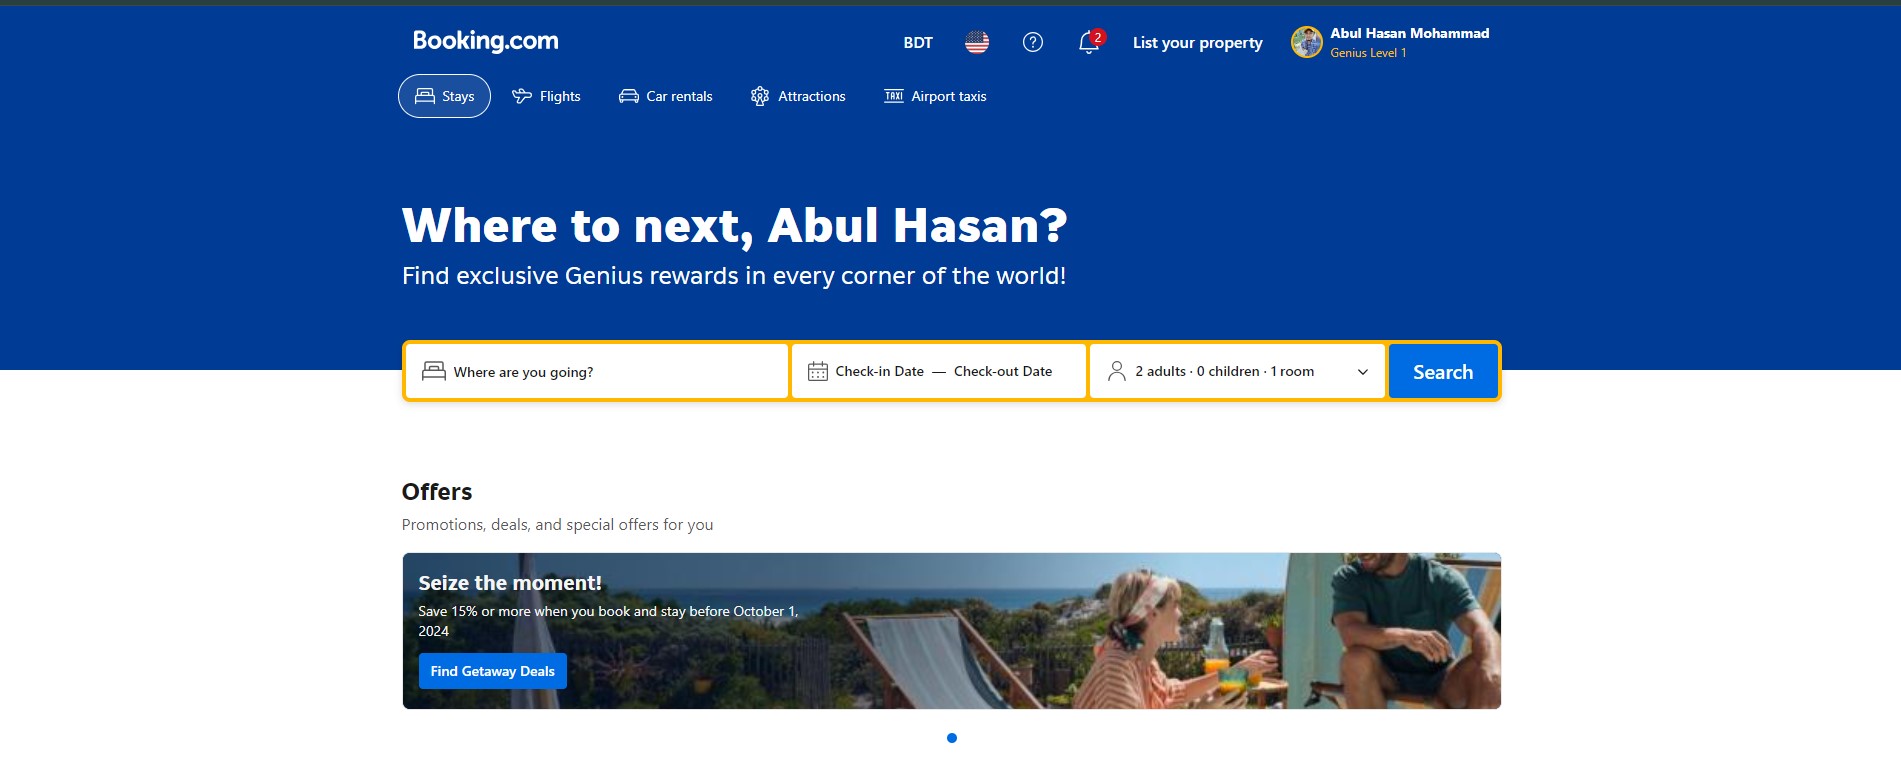 Booking.com
BDT
2
List your property
Abul Hasan Mohammad
Genius Level 1
Stays
Flights
Car rentals
Attractions
TAXI
Airport taxis
Where to next, Abul Hasan?
Find exclusive Genius rewards in every corner of the world!
Where are you going?
Check-in Date — Check-out Date
2 adults · 0 children · 1 room
Search
Offers
Promotions, deals, and special offers for you
Seize the moment!
Save 15% or more when you book and stay before October 1,
2024
Find Getaway Deals